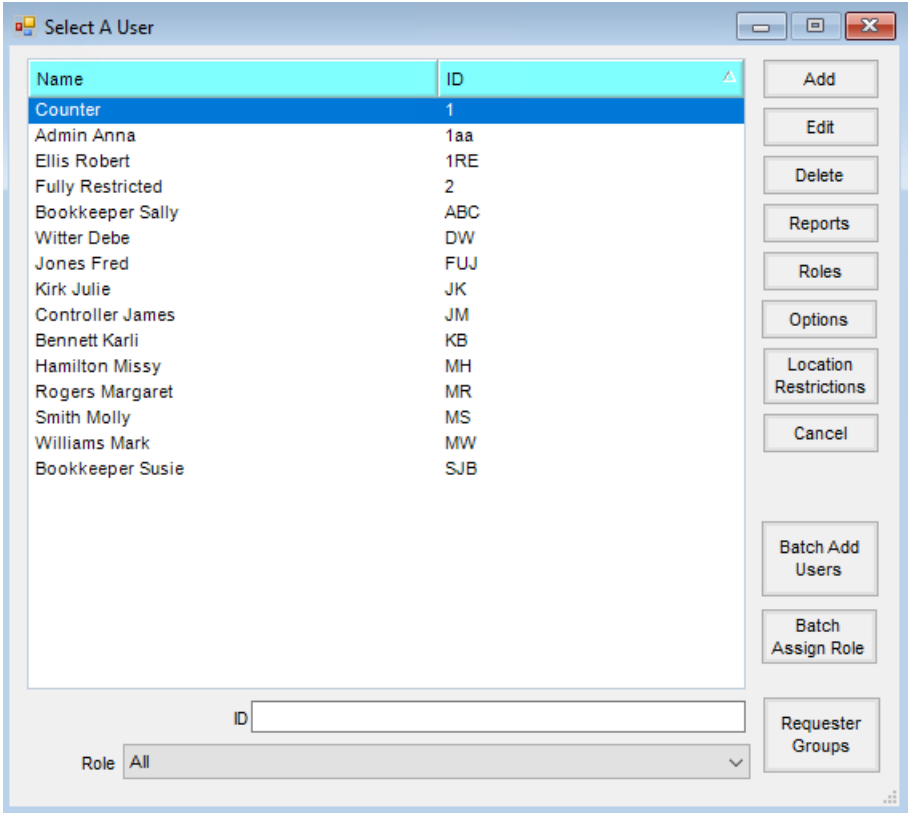 Select A User
Name ID
Counter 1
Admin Anna 1aa
Ellis Robert 1RE
Fully Restricted 2
Bookkeeper Sally ABC
Witter Debe DW
Jones Fred FUJ
Kirk Julie JK
Controller James JM
Bennett Karli KB
Hamilton Missy MH
Rogers Margaret MR
Smith Molly MS
Williams Mark MW
Bookkeeper Susie SJB
ID
Role All
Add
Edit
Delete
Reports
Roles
Options
Location
Restrictions
Cancel
Batch Add
Users
Batch
Assign Role
Requester
Groups